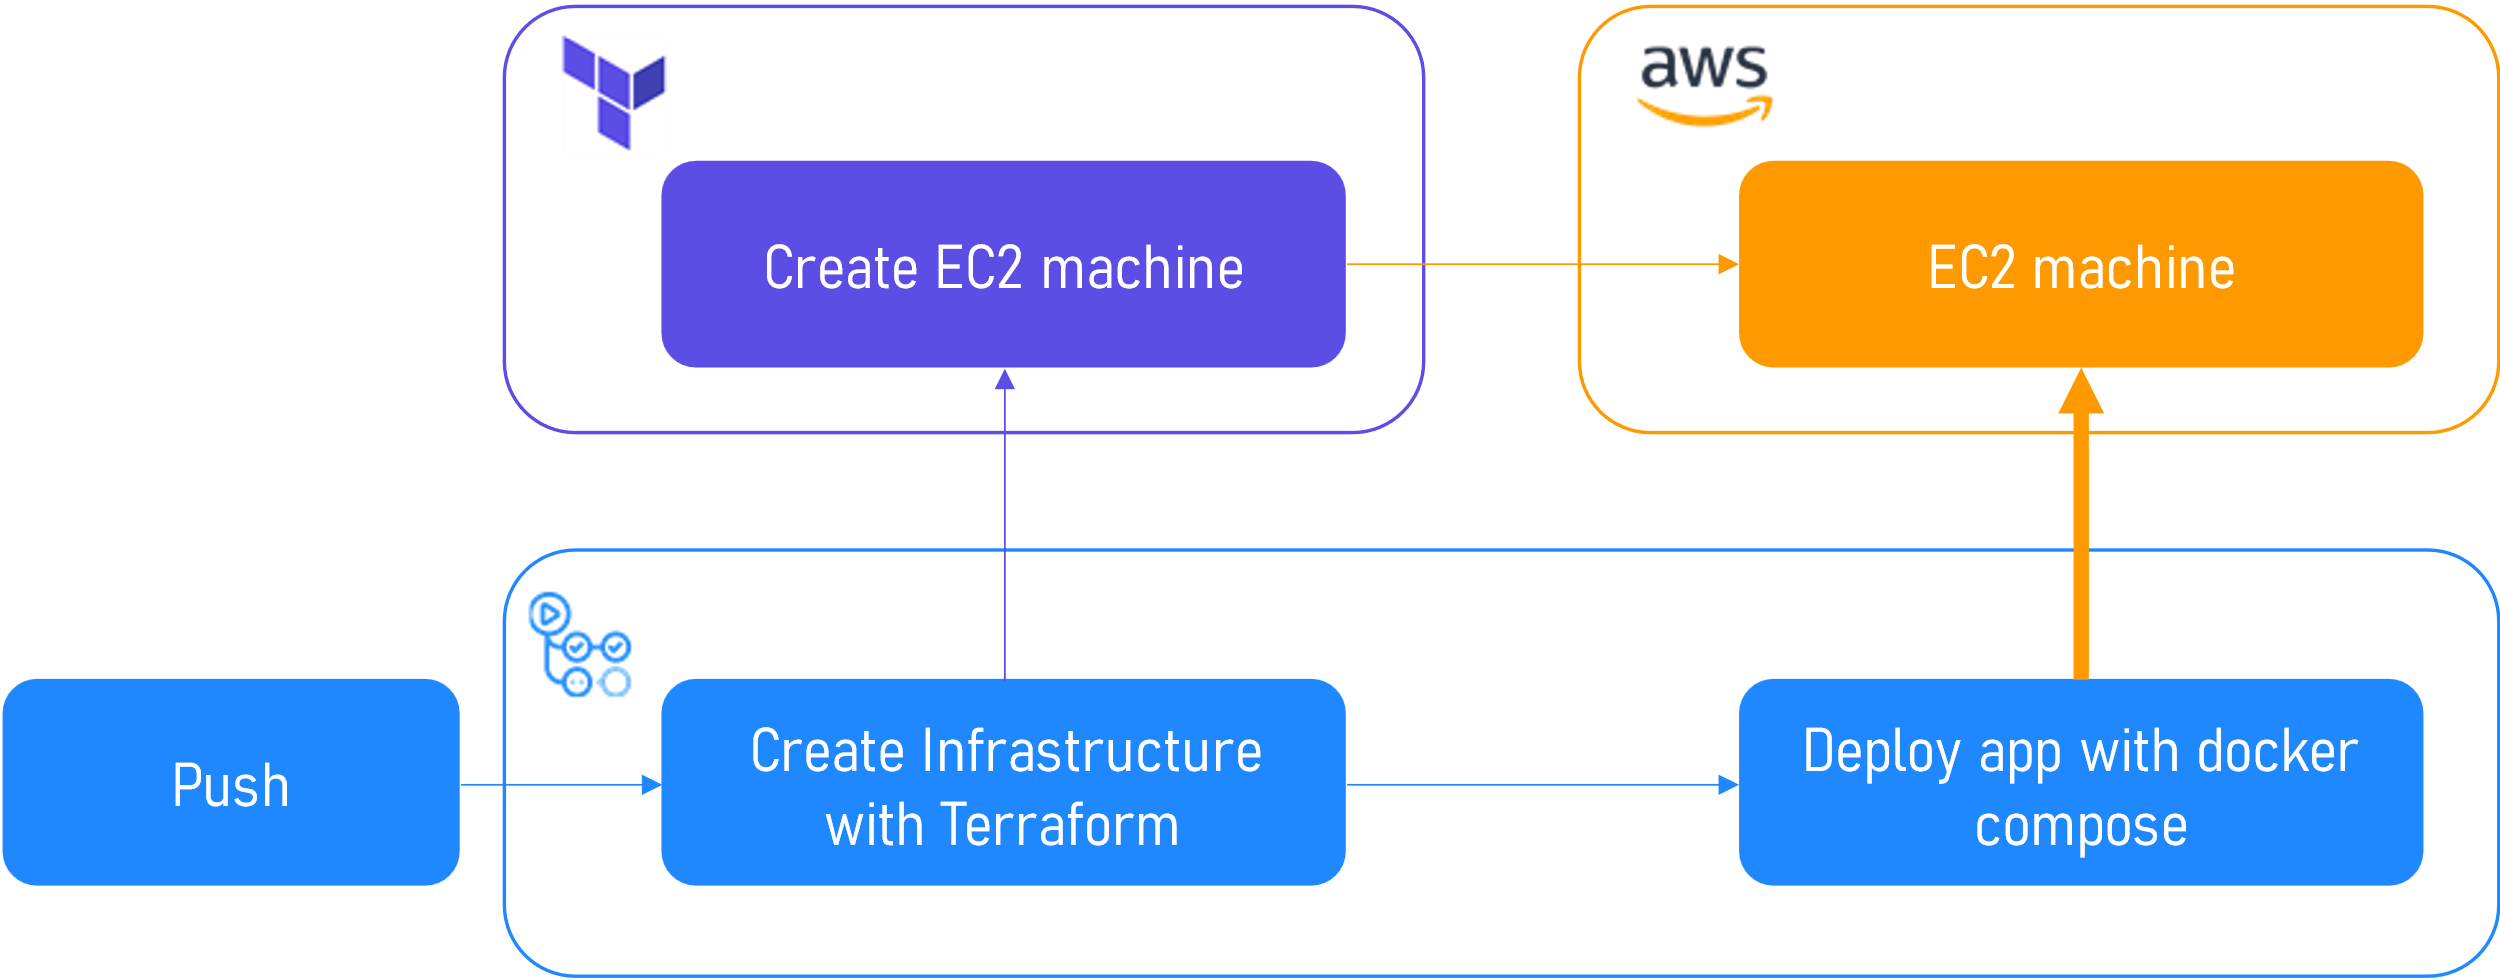 aws
Create EC2 machine
EC2 machine
Push
Create Infrastructure
with Terraform
Deploy app with docker
compose